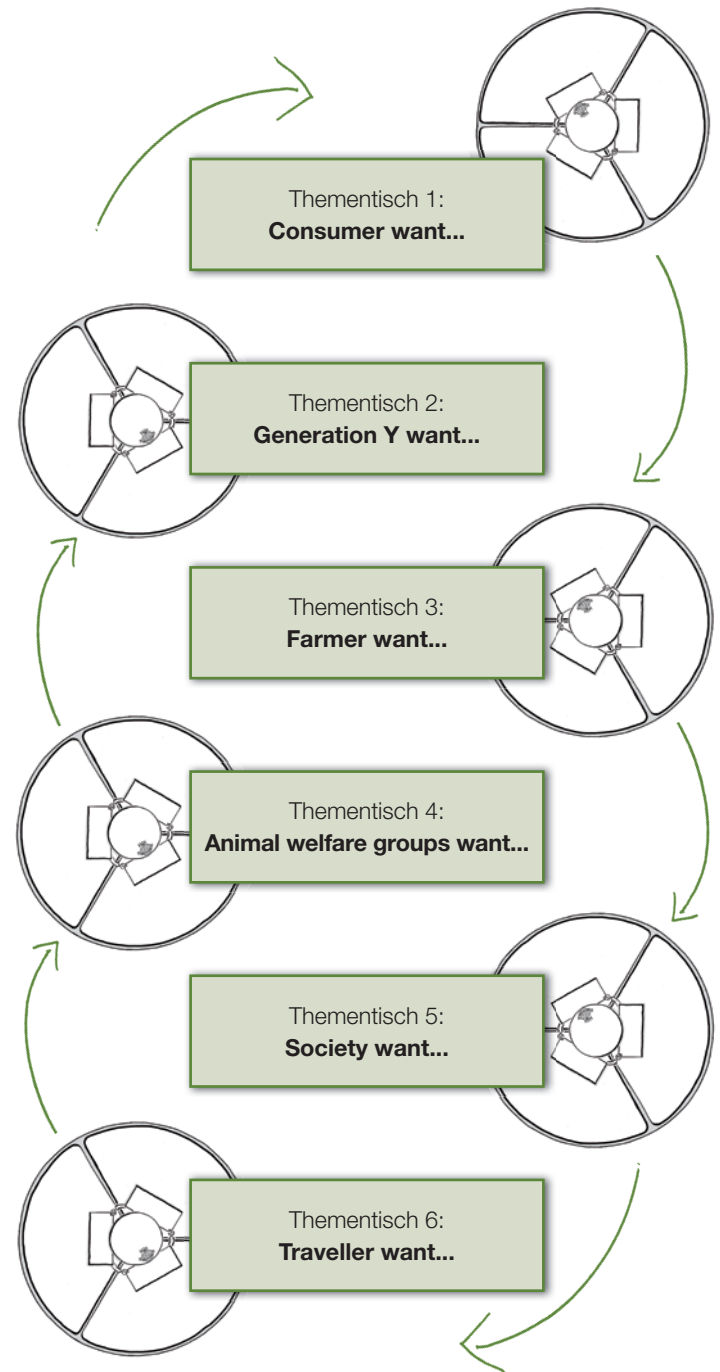 Thementisch 1:
Consumer want...
Thementisch 2:
Generation Y want...
Thementisch 3:
Farmer want...
Thementisch 4:
Animal welfare groups want...
Thementisch 5:
Society want...
Thementisch 6:
Traveller want...